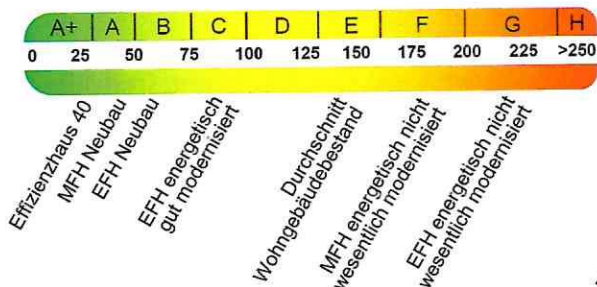 A+ A B C D E F G H
0 25 50 75 100 125 150 175 200 225 >250
Effizienzhaus 40
MFH Neubau
EFH Neubau
EFH energetisch
gut modernisiert
Durchschnitt
Wohngebäudebestand
MFH energetisch nicht
wesentlich modernisiert
EFH energetisch nicht
wesentlich modernisiert